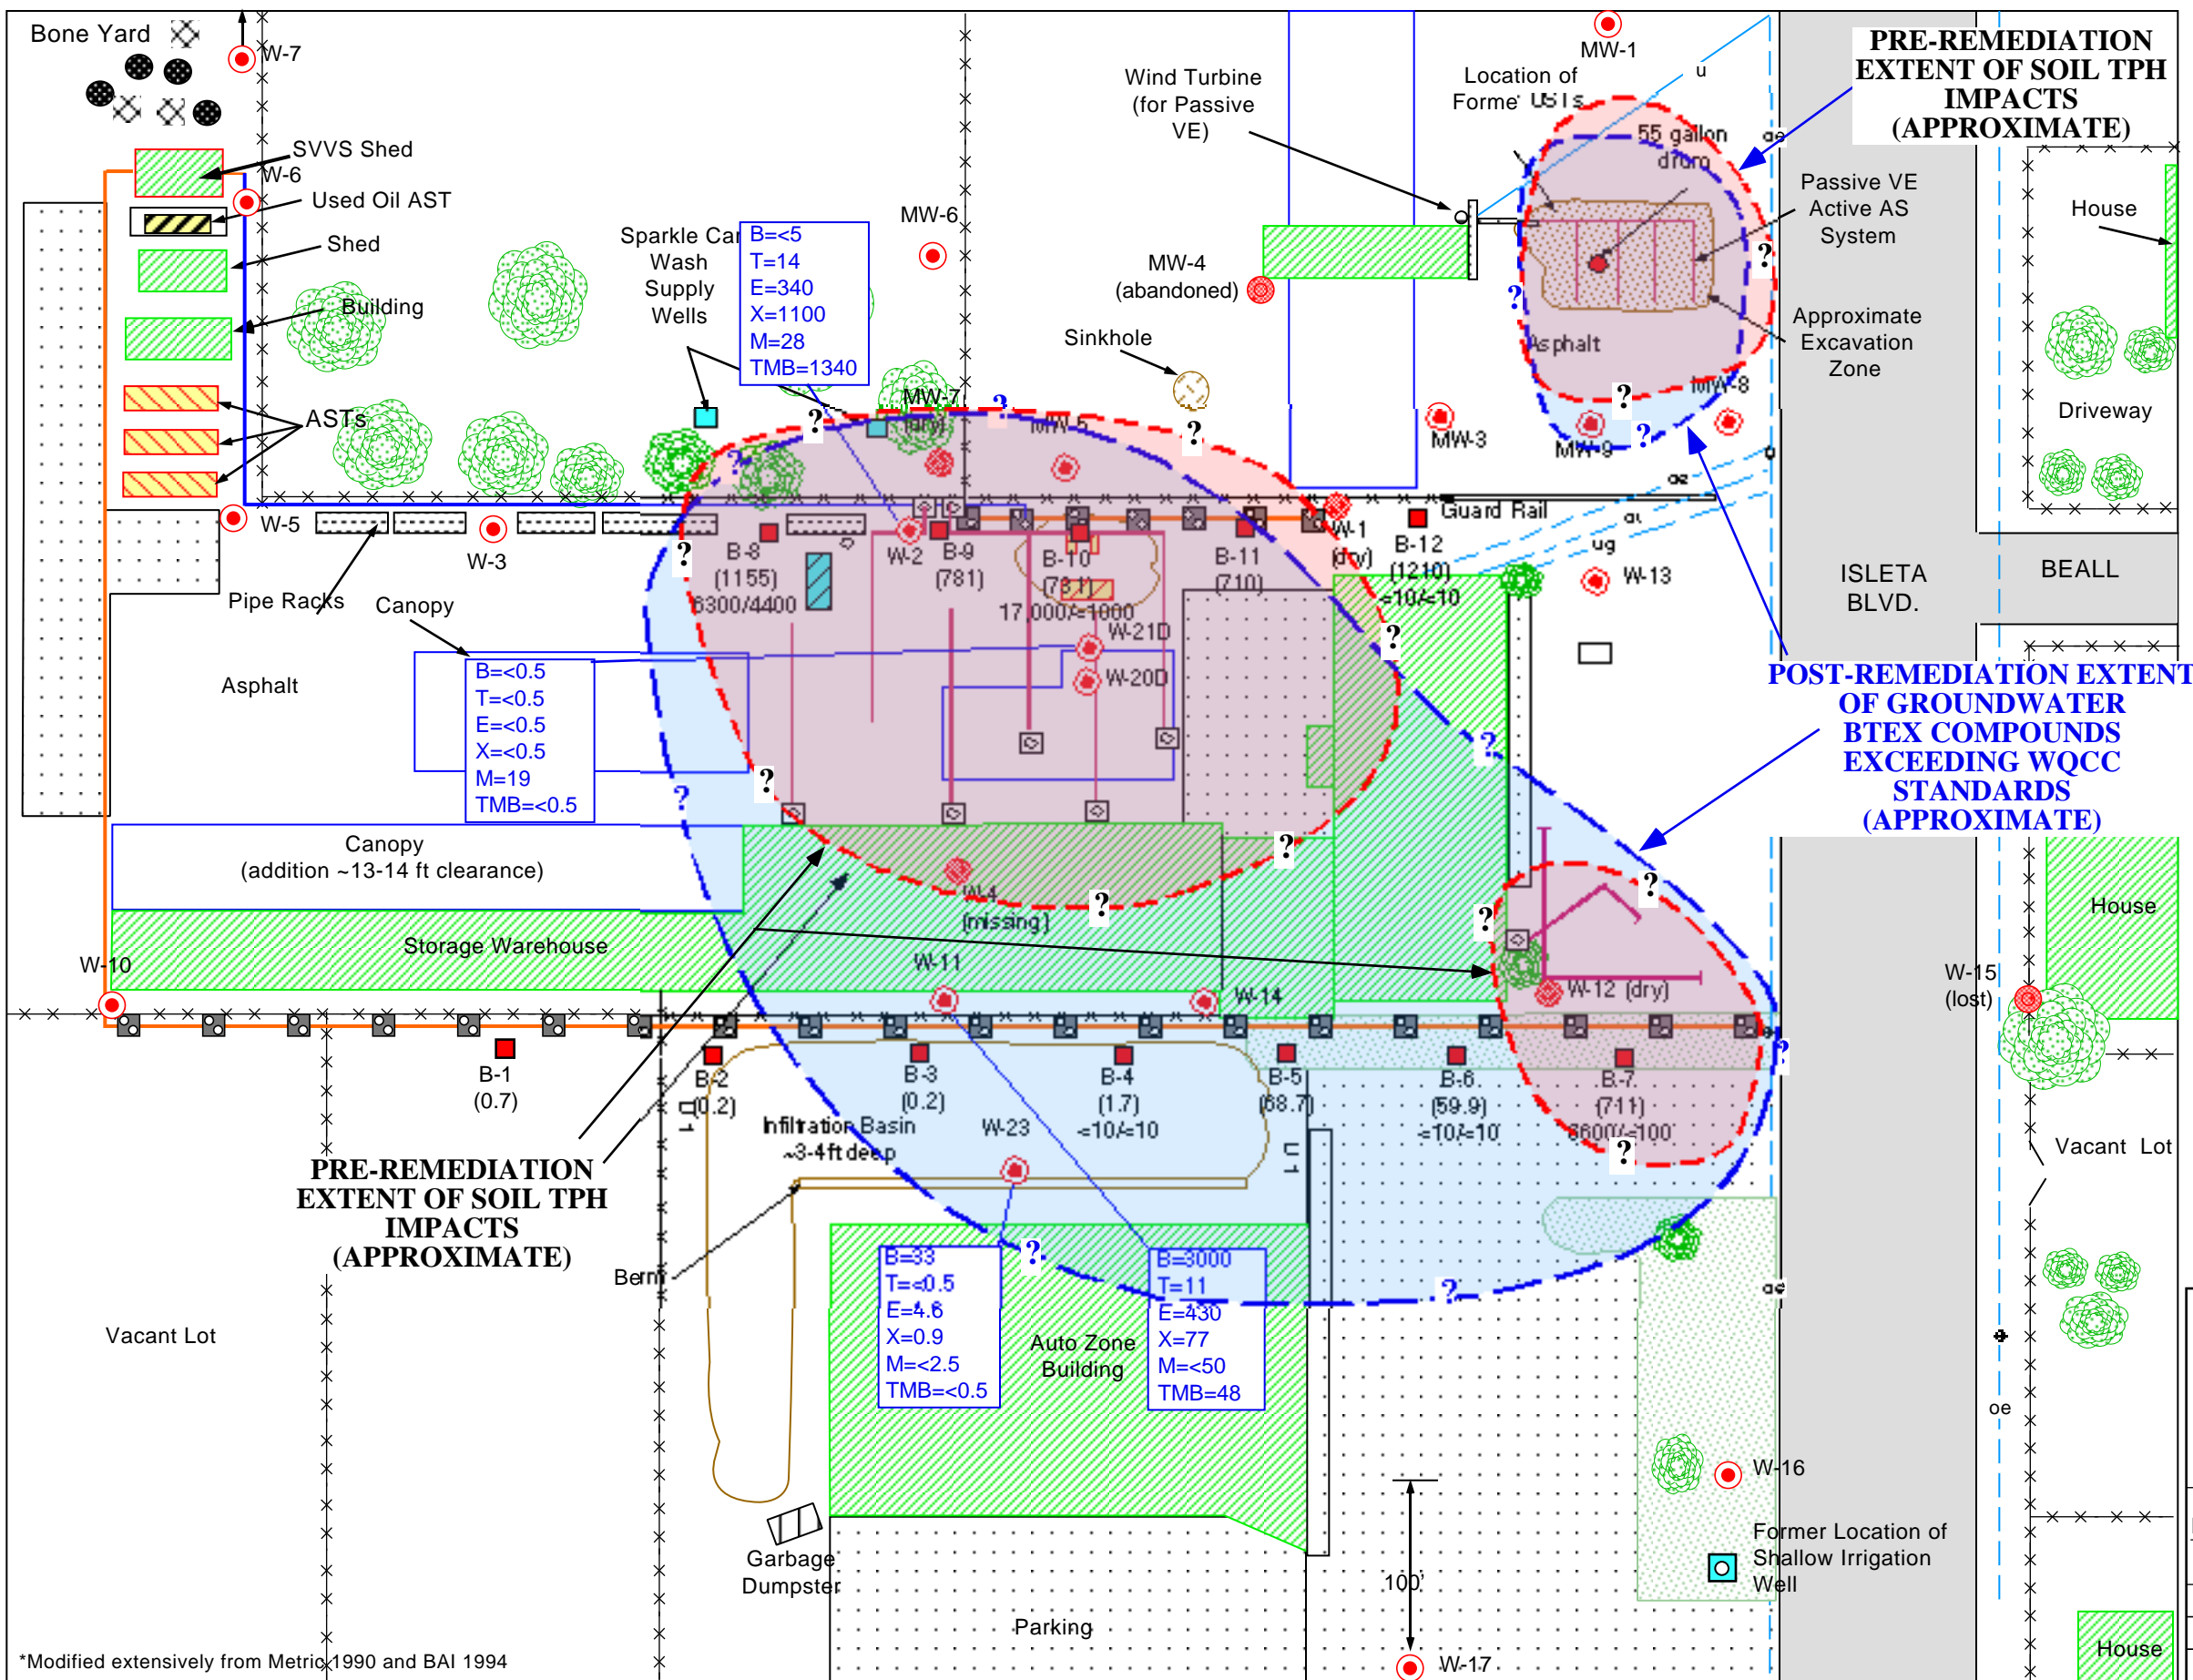 Bone Yard
W-7
SVVS Shed
W-6
Used Oil AST
Shed
Building
ASTs
W-5
W-3
Pipe Racks
Canopy
Asphalt
Sparkle Car
Wash
Supply
Wells
B=<5
T=14
E=340
X=1100
M=28
TMB=1340
MW-6
MW-7
(dry)
MW-5
Sinkhole
MW-4
(abandoned)
Wind Turbine
(for Passive
VE)
Location of
Forme USTs
MW-1
u
55 gallon
drum
oe
PRE-REMEDIATION
EXTENT OF SOIL TPH
IMPACTS
(APPROXIMATE)
Passive VE
Active AS
System
Approximate
Excavation
Zone
Asphalt
MW-8
MW-9
MW-3
House
Driveway
Guard Rail
ug
W-13
ISLETA
BLVD.
BEALL
W-1
(dry)
B-12
(1210)
<10/<10
B-11
(710)
B-10
(731)
17,000/<1000
B-9
(781)
W-2
B-8
(1155)
6300/4400
W-21D
W-20D
B=<0.5
T=<0.5
E=<0.5
X=<0.5
M=19
TMB=<0.5
POST-REMEDIATION EXTENT
OF GROUNDWATER
BTEX COMPOUNDS
EXCEEDING WQCC
STANDARDS
(APPROXIMATE)
Canopy
(addition ~13-14 ft clearance)
Storage Warehouse
W-4
(missing)
W-10
W-11
W-14
W-12 (dry)
W-15
(lost)
House
B-1
(0.7)
B-2
(0.2)
B-3
(0.2)
B-4
(1.7)
<10/<10
B-5
(68.7)
B-6
(59.9)
<10/<10
B-7
(711)
6600/<100
Infiltration Basin
~3-4ft deep
W-23
Vacant Lot
PRE-REMEDIATION
EXTENT OF SOIL TPH
IMPACTS
(APPROXIMATE)
Berm
B=33
T=<0.5
E=4.6
X=0.9
M=<2.5
TMB=<0.5
B=3000
T=11
E=430
X=77
M=<50
TMB=48
Auto Zone
Building
oe
Vacant Lot
oe
W-16
Former Location of
Shallow Irrigation
Well
Garbage
Dumpster
100'
Parking
W-17
House
*Modified extensively from Metric 1990 and BAI 1994